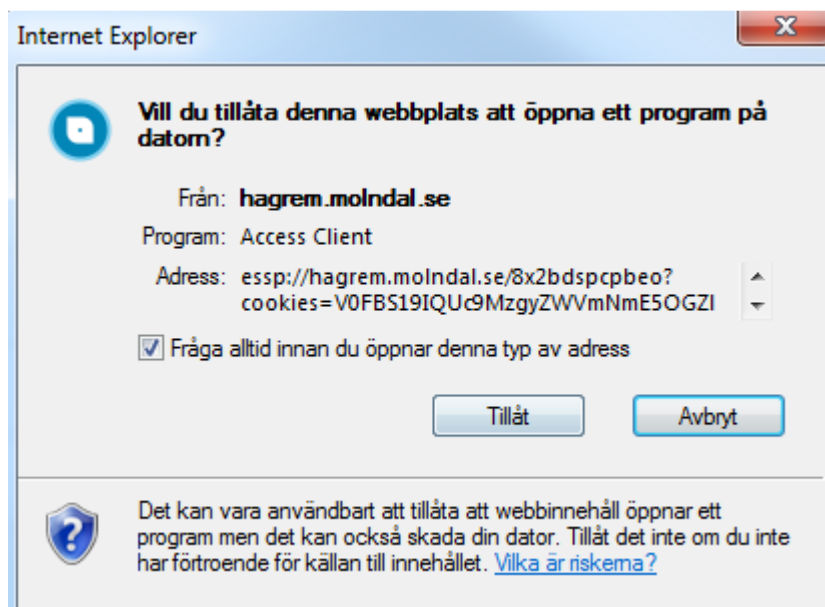 Internet Explorer
Vill du tillåta denna webbplats att öppna ett program på
datorn?
Från: hagrem.molndal.se
Program: Access Client
Adress: essp://hagrem.molndal.se/8x2bdspcpbeo?
cookies=V0FBS19IQUc9MzgyZWVmNmE5OGZI
Fråga alltid innan du öppnar denna typ av adress
Tillåt Avbryt
Det kan vara användbart att tillåta att webbinnehåll öppnar ett
program men det kan också skada din dator. Tillåt det inte om du inte
har förtroende för källan till innehållet. Vilka är riskerna?